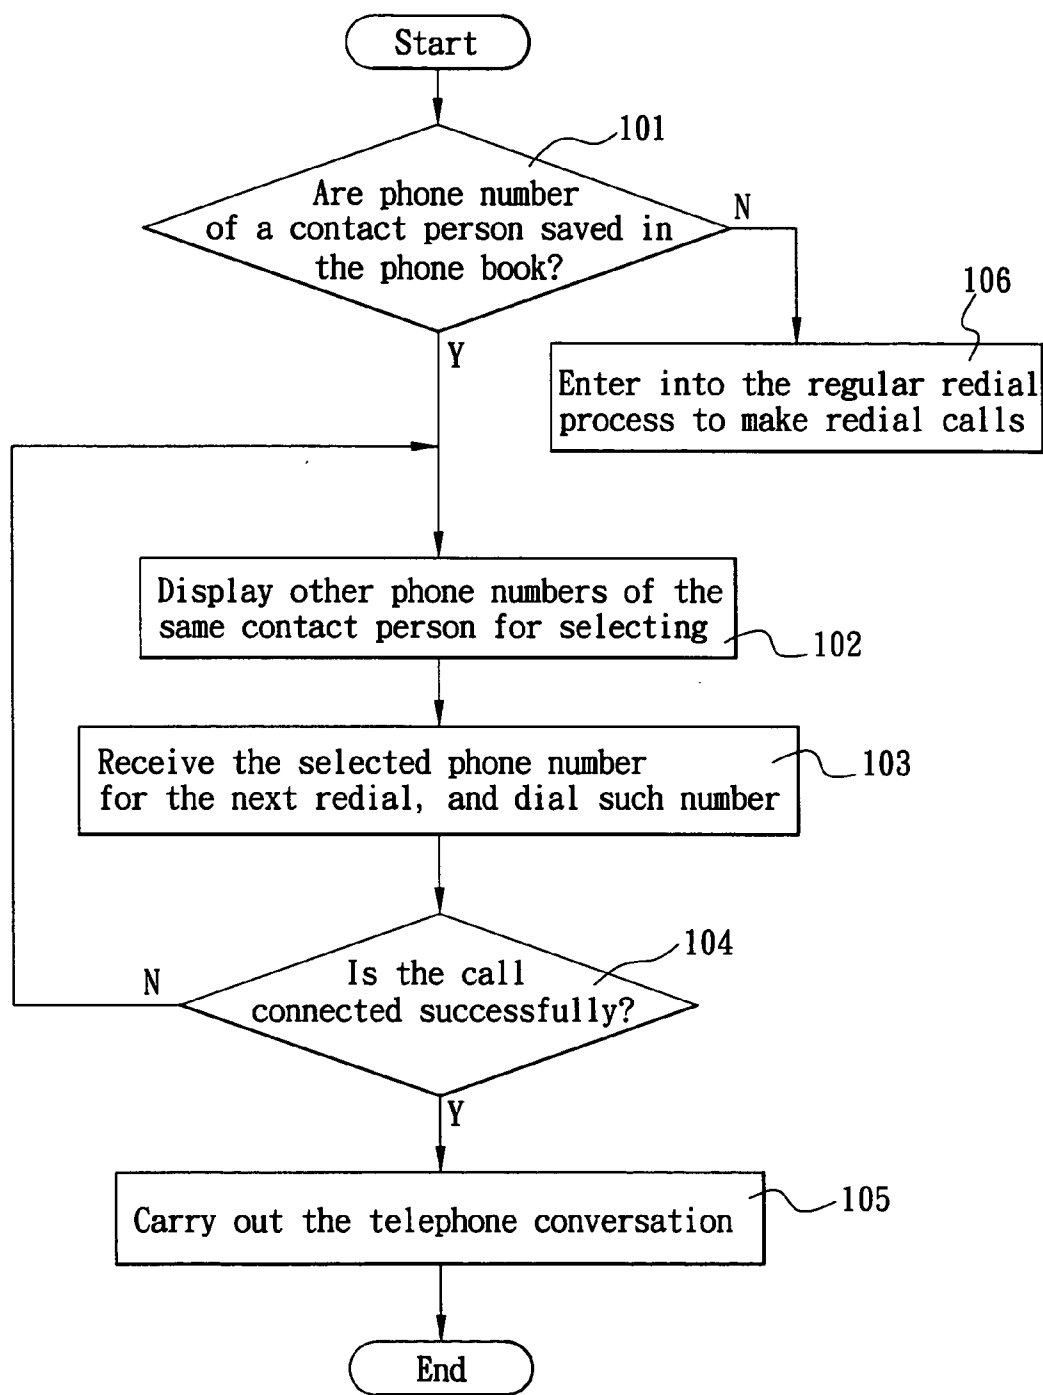 Start
101
Are phone number
of a contact person saved in
the phone book?
N
106
Y
Enter into the regular redial
process to make redial calls
Display other phone numbers of the
same contact person for selecting
102
Receive the selected phone number
for the next redial, and dial such number
103
104
Is the call
connected successfully?
N
Y
105
Carry out the telephone conversation
End